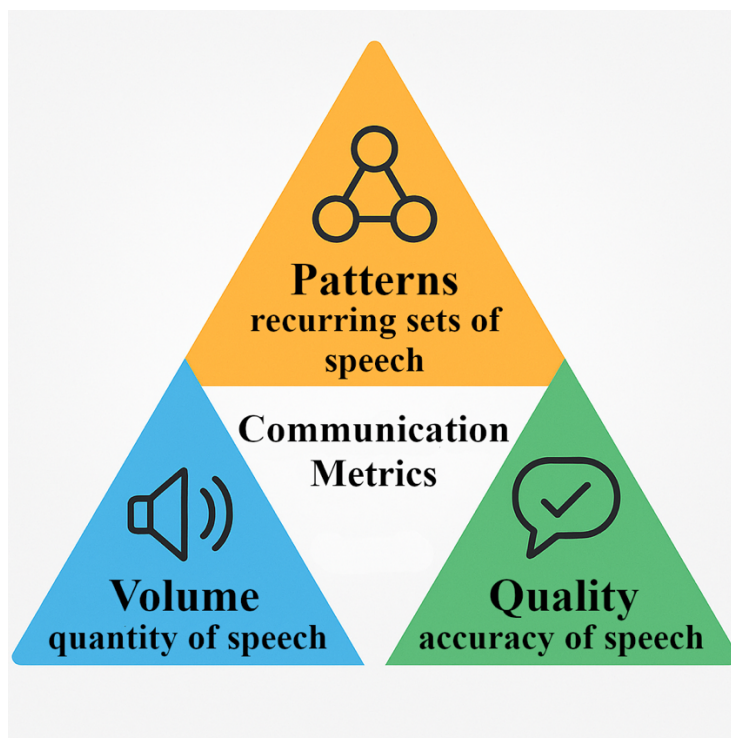 Patterns
recurring sets of
speech
Communication
Metrics
Volume
quantity of speech
Quality
accuracy of speech